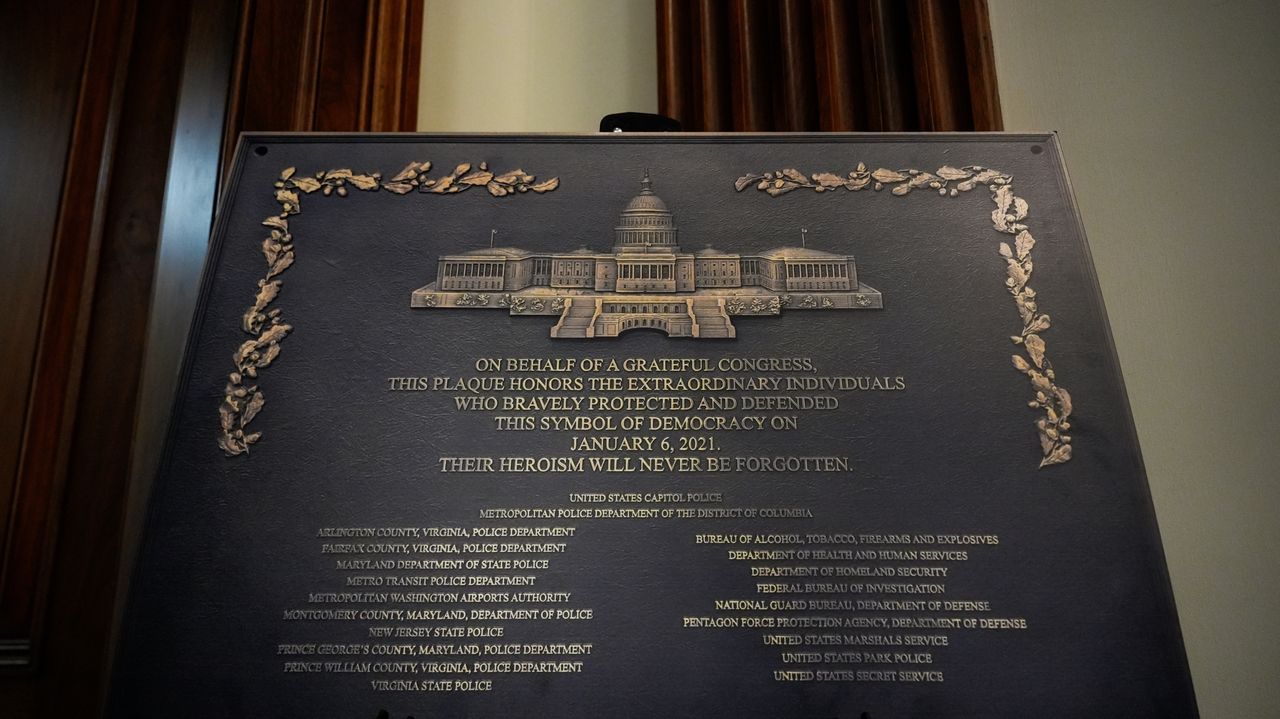 ON BEHALF OF A GRATEFUL CONGRESS,
THIS PLAQUE HONORS THE EXTRAORDINARY INDIVIDUALS
WHO BRAVELY PROTECTED AND DEFENDED
THIS SYMBOL OF DEMOCRACY ON
JANUARY 6, 2021.
THEIR HEROISM WILL NEVER BE FORGOTTEN.
UNITED STATES CAPITOL POLICE
METROPOLITAN POLICE DEPARTMENT OF THE DISTRICT OF COLUMBIA
ARLINGTON COUNTY, VIRGINIA, POLICE DEPARTMENT
FAIRFAX COUNTY, VIRGINIA, POLICE DEPARTMENT
MARYLAND DEPARTMENT OF STATE POLICE
METRO TRANSIT POLICE DEPARTMENT
METROPOLITAN WASHINGTON AIRPORTS AUTHORITY
MONTGOMERY COUNTY, MARYLAND, DEPARTMENT OF POLICE
NEW JERSEY STATE POLICE
PRINCE GEORGE'S COUNTY, MARYLAND, POLICE DEPARTMENT
PRINCE WILLIAM COUNTY, VIRGINIA, POLICE DEPARTMENT
VIRGINIA STATE POLICE
BUREAU OF ALCOHOL, TOBACCO, FIREARMS AND EXPLOSIVES
DEPARTMENT OF HEALTH AND HUMAN SERVICES
DEPARTMENT OF HOMELAND SECURITY
FEDERAL BUREAU OF INVESTIGATION
NATIONAL GUARD BUREAU, DEPARTMENT OF DEFENSE
PENTAGON FORCE PROTECTION AGENCY, DEPARTMENT OF DEFENSE
UNITED STATES MARSHALS SERVICE
UNITED STATES PARK POLICE
UNITED STATES SECRET SERVICE